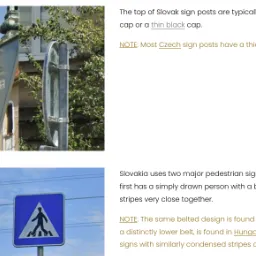 The top of Slovak sign posts are typical
cap or a thin black cap.
NOTE: Most Czech sign posts have a thi
Slovakia uses two major pedestrian sig
first has a simply drawn person with a b
stripes very close together.
NOTE: The same belted design is found
a distinctly lower belt, is found in Hunga
signs with similarly condensed stripes o